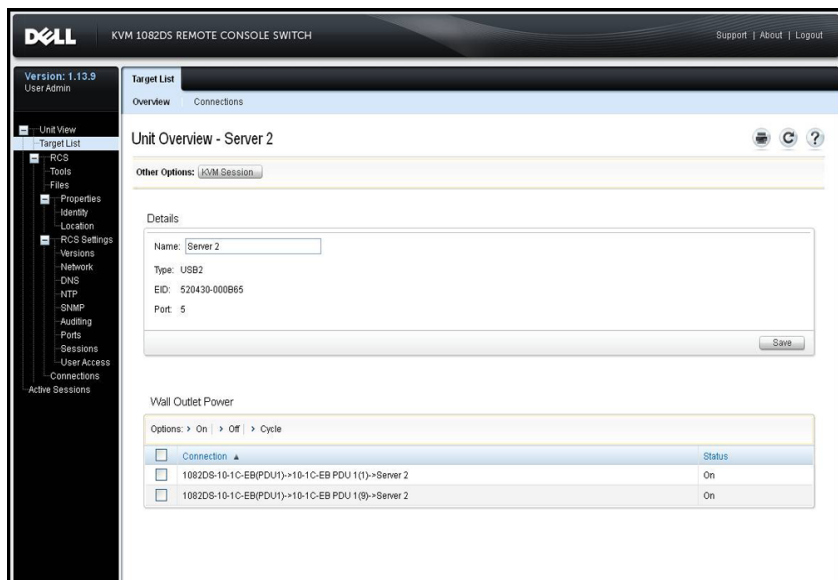 DELL
KVM 1082DS REMOTE CONSOLE SWITCH
Support | About | Logout
Version: 1.13.9
User Admin
Unit View
Target List
RCS
Tools
Files
Properties
Identity
Location
RCS Settings
Versions
Network
DNS
NTP
SNMP
Auditing
Ports
Sessions
User Access
Connections
Active Sessions
Target List
Overview Connections
Unit Overview - Server 2
Other Options: KVM Session
Details
Name: Server 2
Type: USB2
EID: 520430-000B65
Port: 5
Save
Wall Outlet Power
Options: > On | > Off | > Cycle
Connection Status
1082DS-10-1C-EB(PDU1)->10-1C-EB PDU 1(1)->Server 2 On
1082DS-10-1C-EB(PDU1)->10-1C-EB PDU 1(9)->Server 2 On